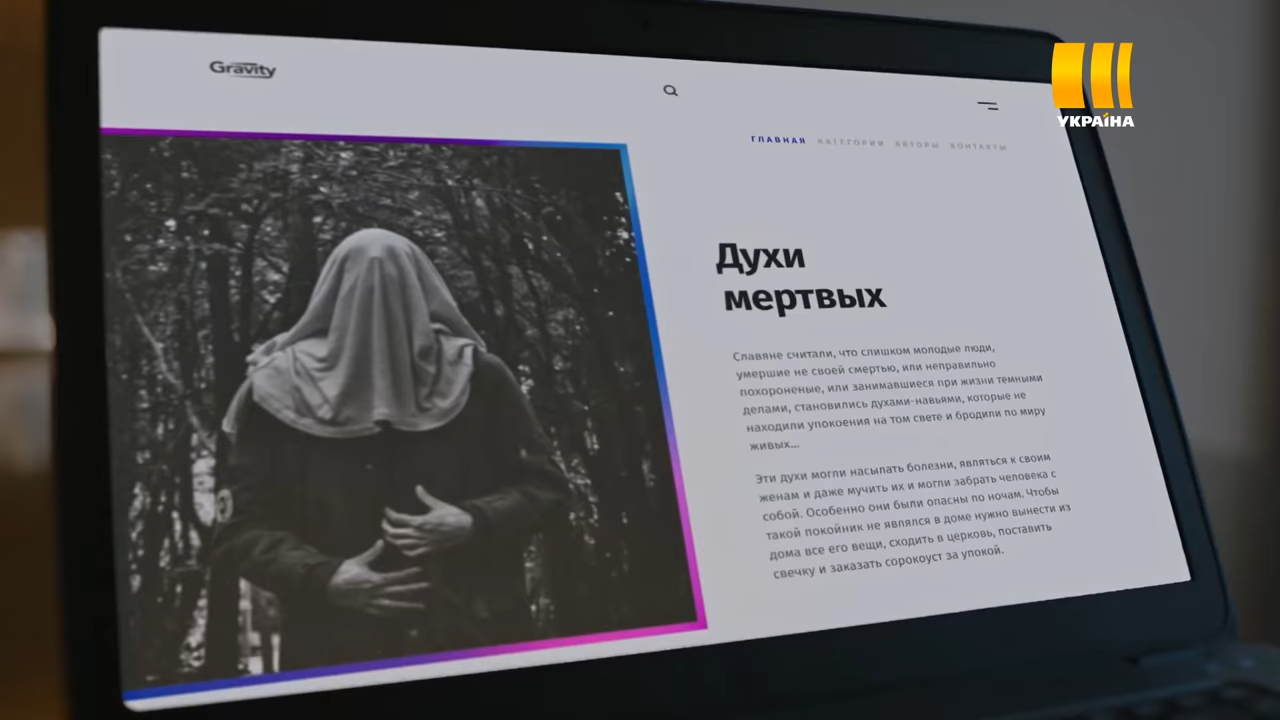 Gravity
УКРАЇНА
ГЛАВНАЯ КАТЕГОРИИ АВТОРЫ КОНТАКТЫ
Духи
мертвых
Славяне считали, что слишком молодые люди,
умершие не своей смертью, или неправильно
похороненые, или занимавшиеся при жизни темными
делами, становились духами-навьями, которые не
находили упокоения на том свете и бродили по миру
живых...
Эти духи могли насылать болезни, являться к своим
женам и даже мучить их и могли забрать человека с
собой. Особенно они были опасны по ночам. Чтобы
такой покойник не являлся в доме нужно вынести из
дома все его вещи, сходить в церковь, поставить
свечку и заказать сорокоуст за упокой.